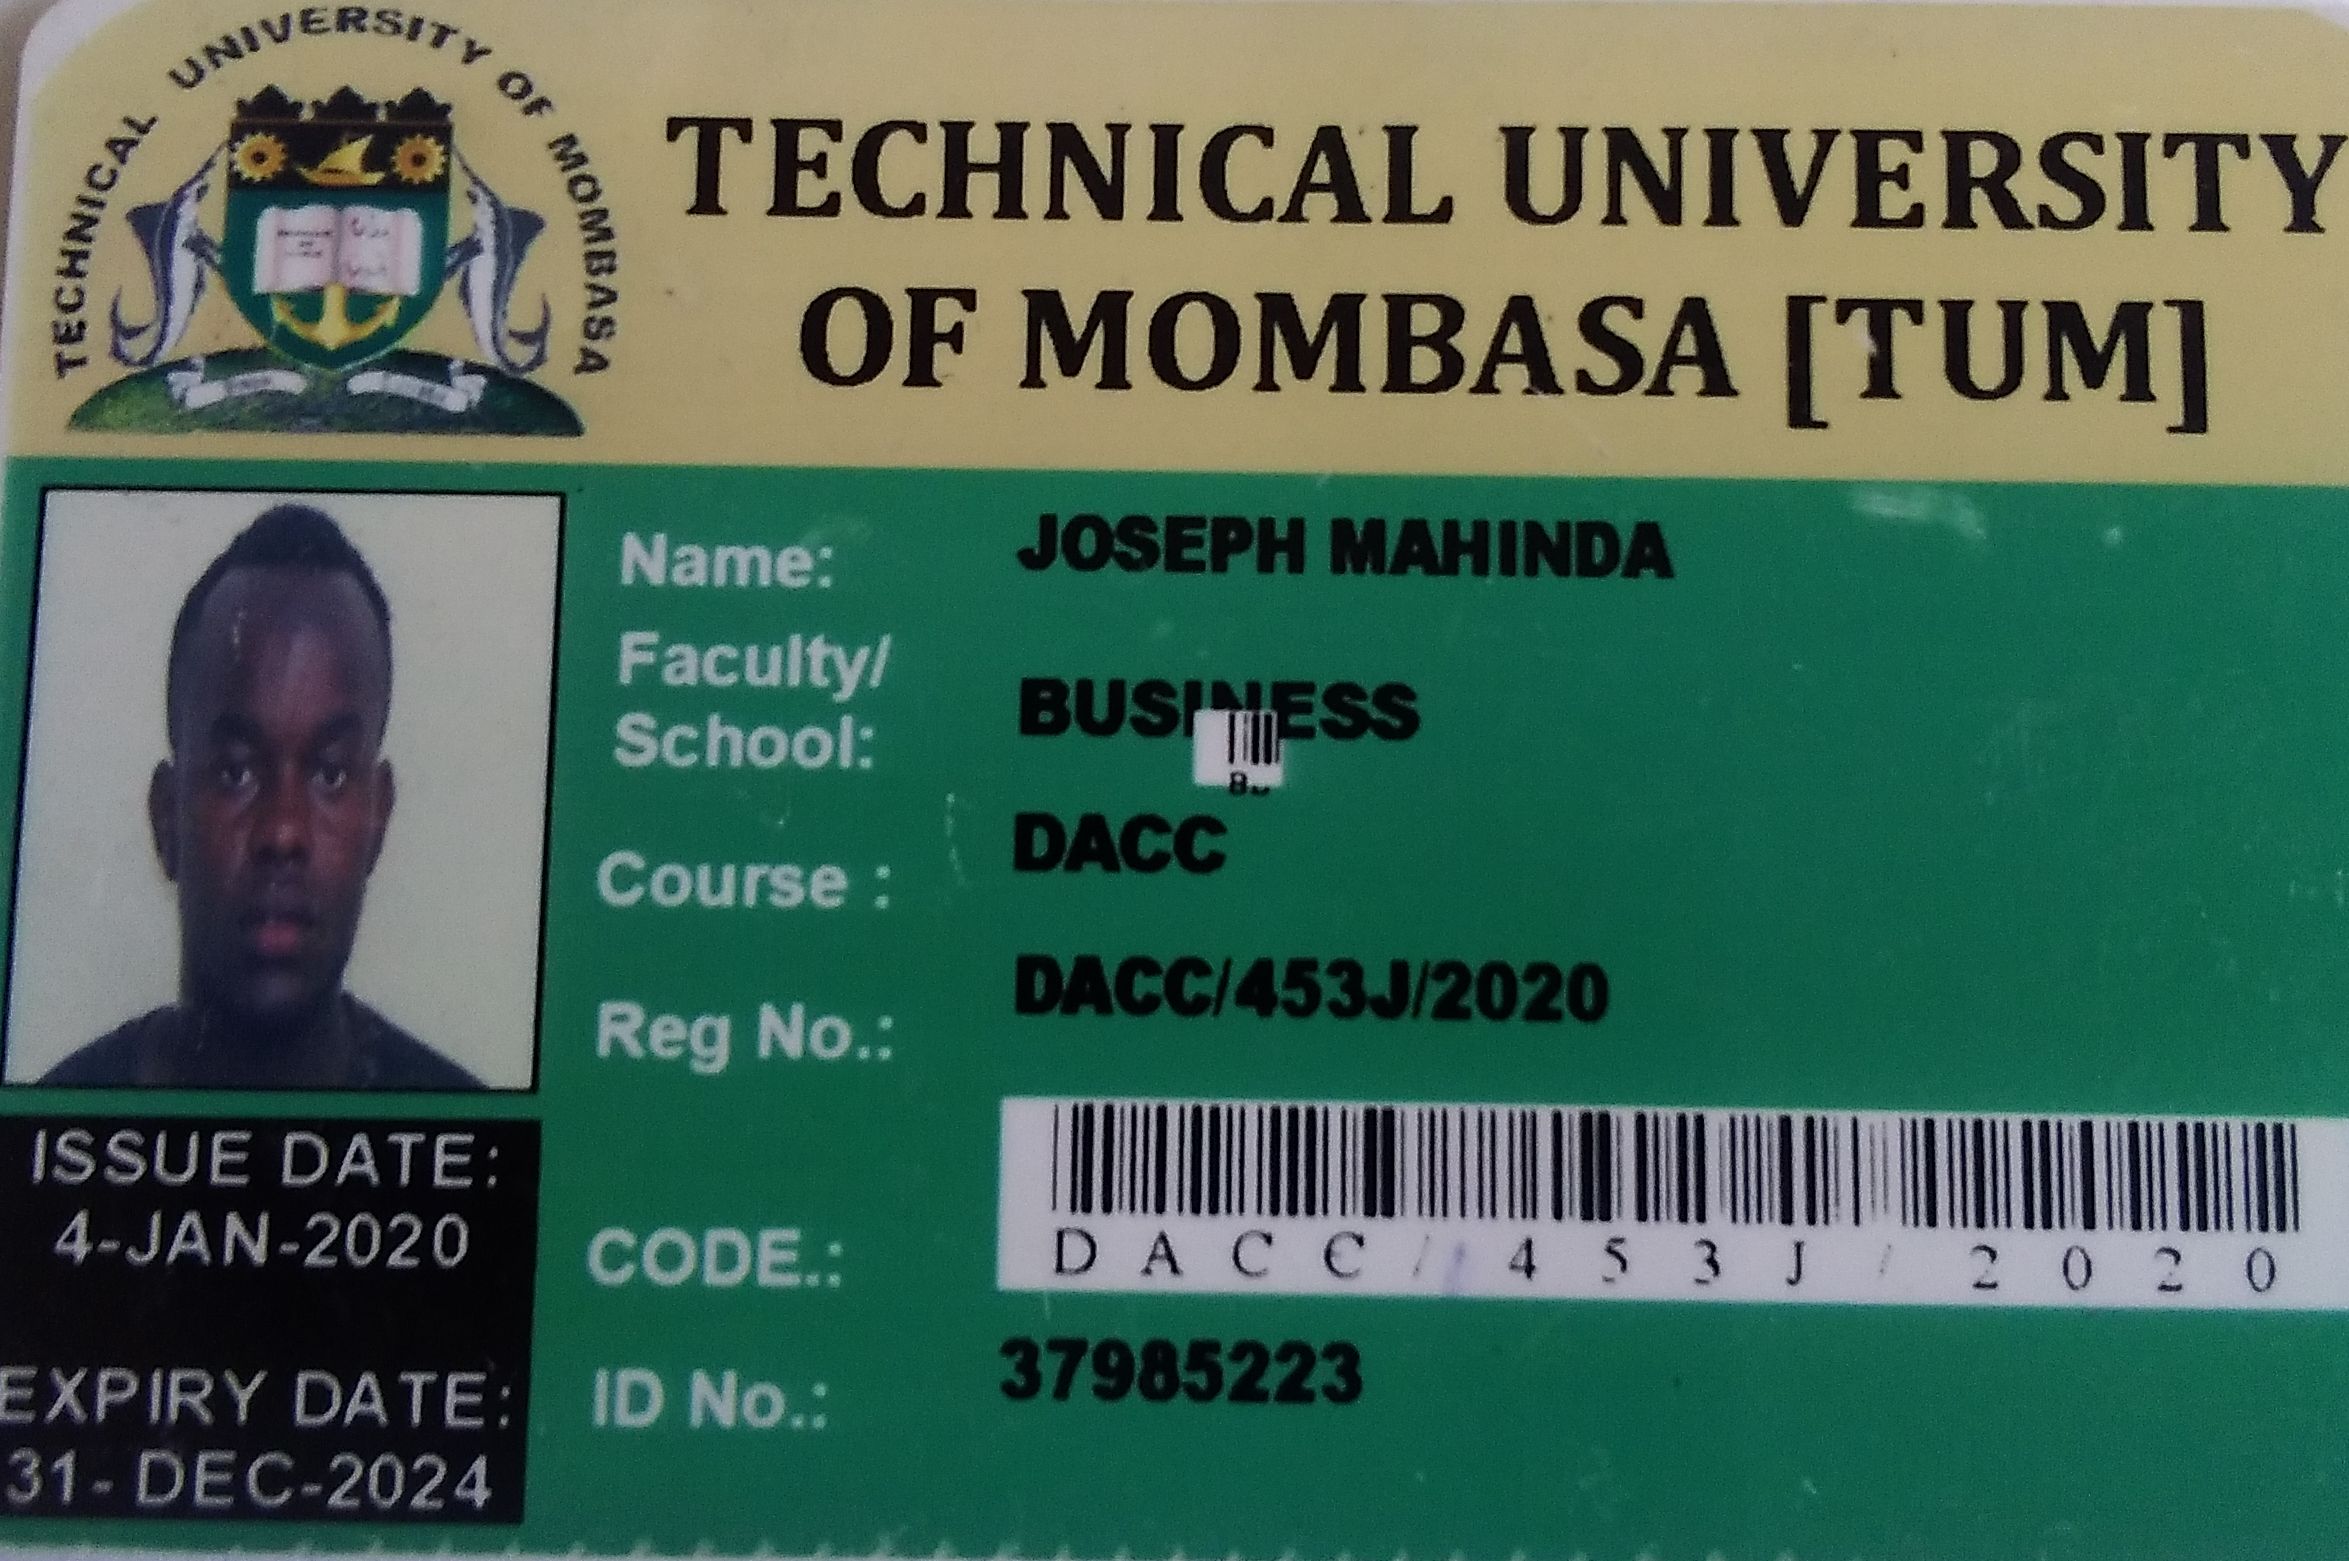 TECHNICAL UNIVERSITY OF MOMBASA
TECHNICAL UNIVERSITY
OF MOMBASA [TUM]
Name: JOSEPH MAHINDA
Faculty/
School: BUSINESS
Course : DACC
Reg No.: DACC/453J/2020
CODE.: DACC/453J/2020
ID No.: 37985223
ISSUE DATE:
4-JAN-2020
EXPIRY DATE:
31- DEC-2024